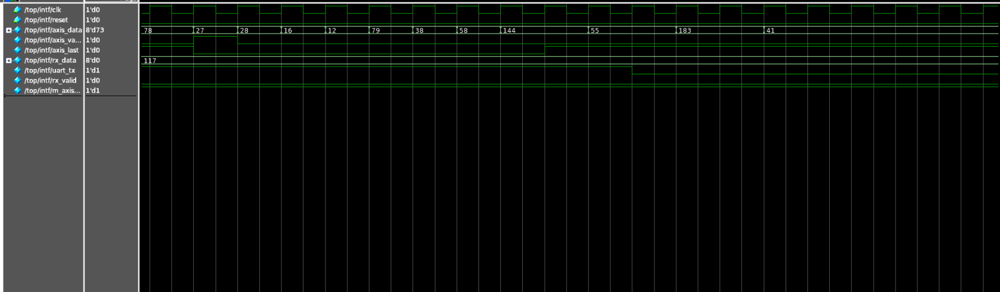 /top/intf/clk 1'd0
/top/intf/reset 1'd0
/top/intf/axis_data 8'd73 78 27 28 16 12 79 38 58 144 55 183 41
/top/intf/axis_va... 1'd0
/top/intf/axis_last 1'd0
/top/intf/rx_data 8'd0 117
/top/intf/uart_tx 1'd1
/top/intf/rx_valid 1'd0
/top/intf/m_axis... 1'd1